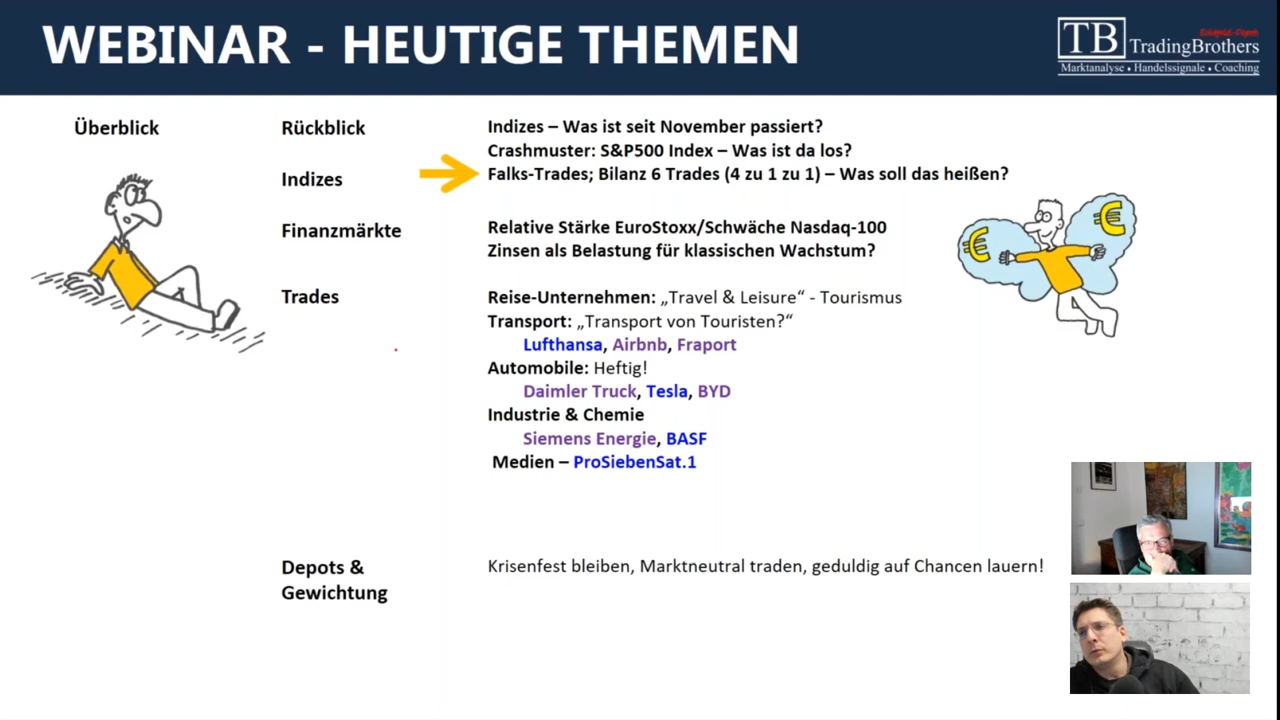 WEBINAR - HEUTIGE THEMEN
TB TradingBrothers
Marktanalyse • Handelssignale • Coaching
Überblick
Rückblick
Indizes – Was ist seit November passiert?
Crashmuster: S&P500 Index – Was ist da los?
Indizes
Falks-Trades; Bilanz 6 Trades (4 zu 1 zu 1) – Was soll das heißen?
Finanzmärkte
Relative Stärke EuroStoxx/Schwäche Nasdaq-100
Zinsen als Belastung für klassischen Wachstum?
Trades
Reise-Unternehmen: „Travel & Leisure“ - Tourismus
Transport: „Transport von Touristen?“
Lufthansa, Airbnb, Fraport
Automobile: Heftig!
Daimler Truck, Tesla, BYD
Industrie & Chemie
Siemens Energie, BASF
Medien – ProSiebenSat.1
€
€
Depots &
Gewichtung
Krisenfest bleiben, Marktneutral traden, geduldig auf Chancen lauern!